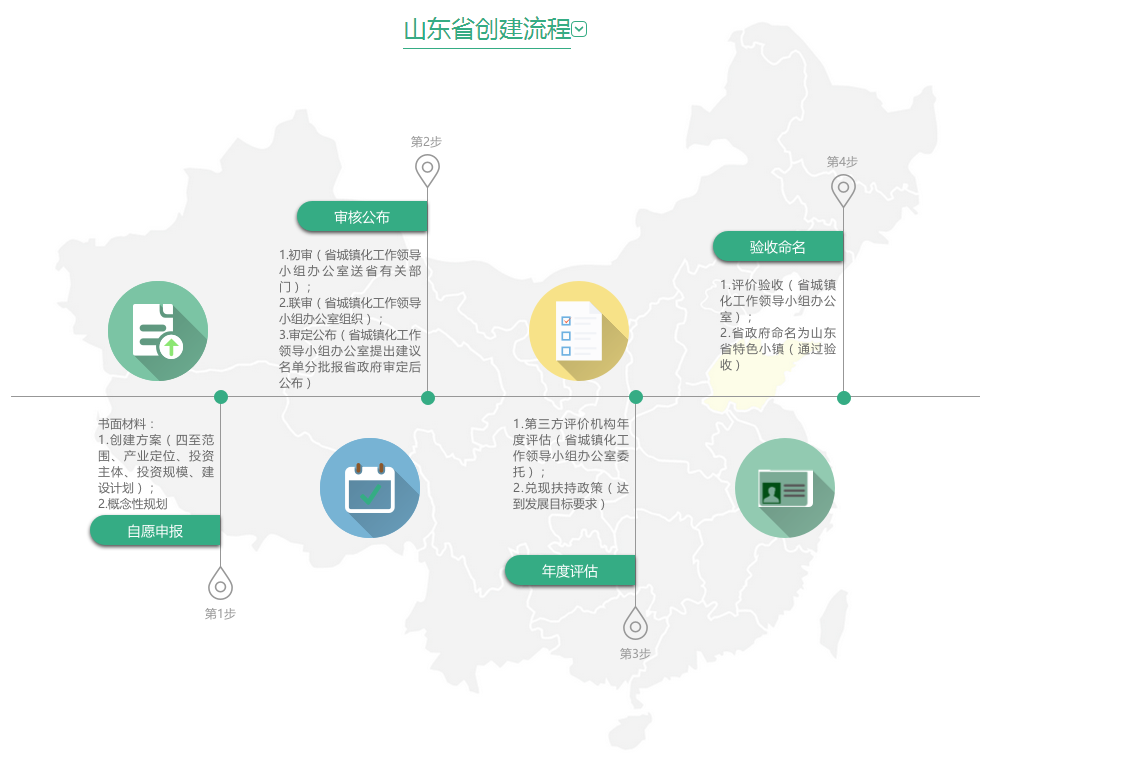 山东省创建流程
第2步
审核公布
1.初审（省城镇化工作领导
小组办公室送省有关部
门）；
2.联审（省城镇化工作领导
小组办公室组织）；
3.审定公布（省城镇化工作
领导小组办公室提出建议
名单分批报省政府审定后
公布）
第4步
验收命名
1.评价验收（省城镇
化工作领导小组办公
室）；
2.省政府命名为山东
省特色小镇（通过验
收）
书面材料：
1.创建方案（四至范
围、产业定位、投资
主体、投资规模、建
设计划）；
2.概念性规划
自愿申报
第1步
1.第三方评价机构年
度评估（省城镇化工
作领导小组办公室委
托）；
2.兑现扶持政策（达
到发展目标要求）
年度评估
第3步